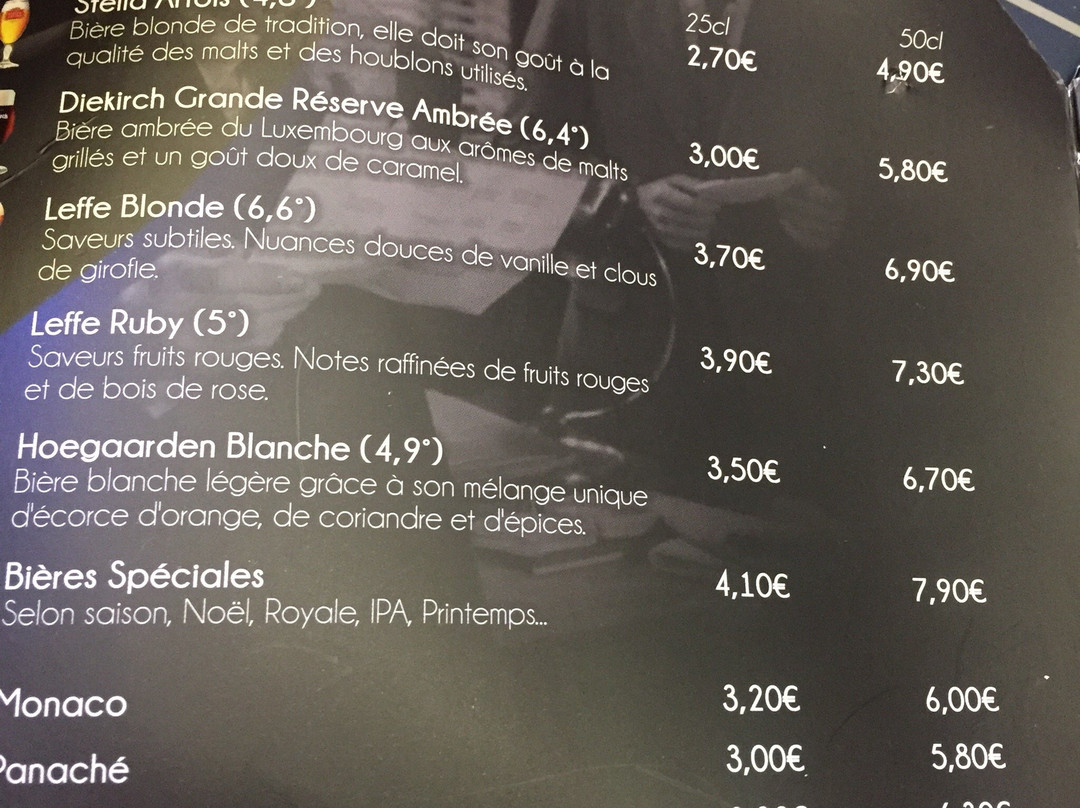 Stella Artois
25cl 50cl
Bière blonde de tradition, elle doit son goût à la 2,70€ 4,90€
qualité des malts et des houblons utilisés.
Diekirch Grande Réserve Ambrée (6,4°)
Bière ambrée du Luxembourg aux arômes de malts 3,00€ 5,80€
grillés et un goût doux de caramel.
Leffe Blonde (6,6°)
Saveurs subtiles. Nuances douces de vanille et clous 3,70€ 6,90€
de girofle.
Leffe Ruby (5°)
Saveurs fruits rouges. Notes raffinées de fruits rouges 3,90€ 7,30€
et de bois de rose.
Hoegaarden Blanche (4,9°)
Bière blanche légère grâce à son mélange unique 3,50€ 6,70€
d'écorce d'orange, de coriandre et d'épices.
Bières Spéciales 4,10€ 7,90€
Selon saison, Noël, Royale, IPA, Printemps...
Monaco 3,20€ 6,00€
Panaché 3,00€ 5,80€